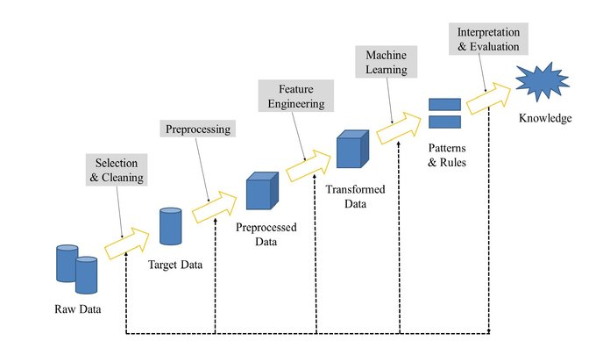 Interpretation
& Evaluation
Machine
Learning
Feature
Engineering
Preprocessing
Selection
& Cleaning
Knowledge
Patterns
& Rules
Transformed
Data
Preprocessed
Data
Target Data
Raw Data